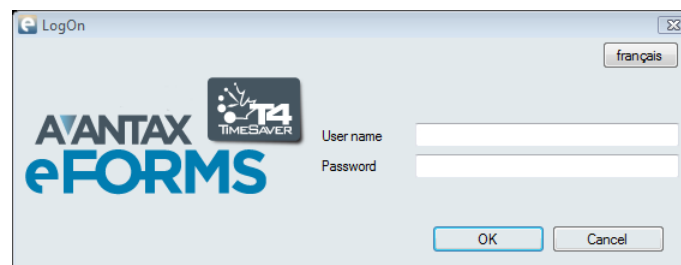 LogOn
français
AVANTAX
T4
TIMESAVER
eFORMS
User name
Password
OK
Cancel